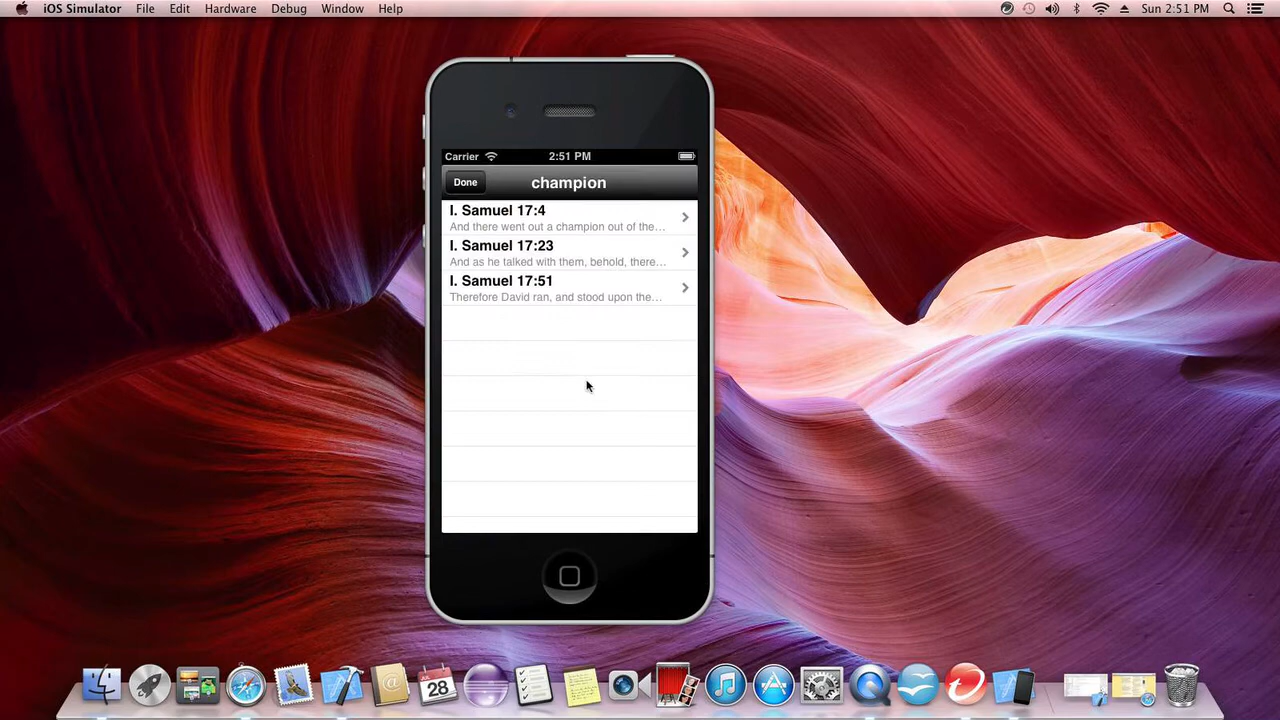 iOS Simulator File Edit Hardware Debug Window Help Sun 2:51 PM
Carrier 2:51 PM
Done champion
I. Samuel 17:4
And there went out a champion out of the...
I. Samuel 17:23
And as he talked with them, behold, there...
I. Samuel 17:51
Therefore David ran, and stood upon the...
28